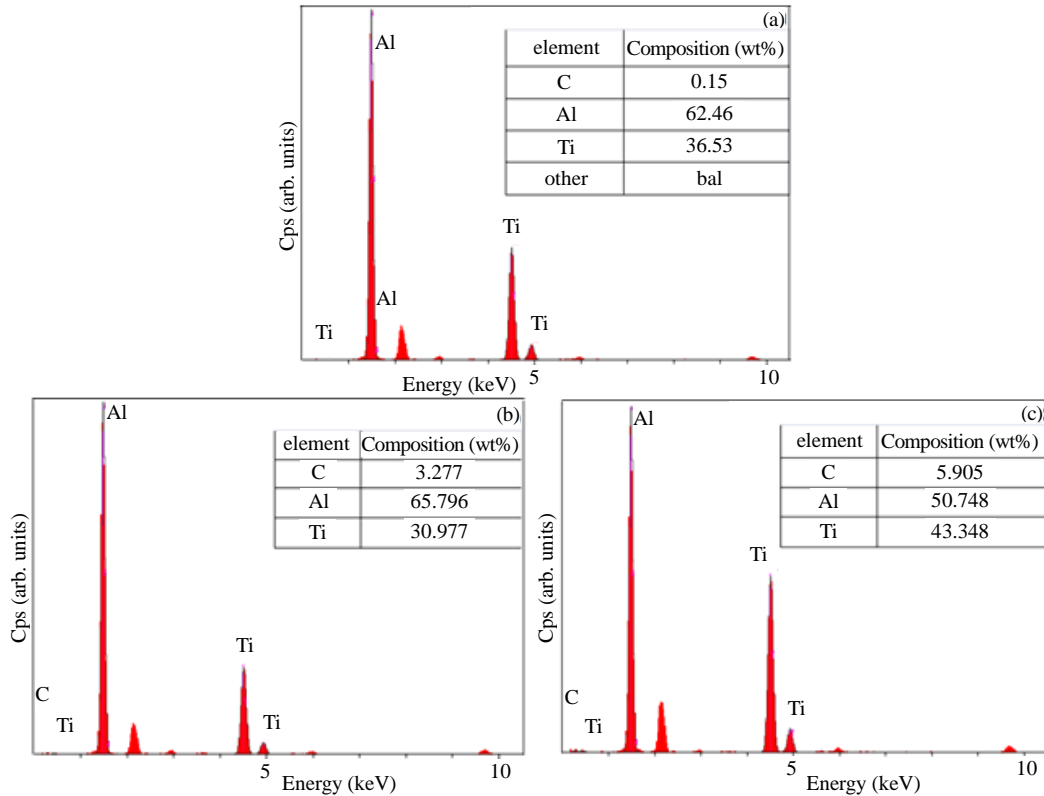 (a)
element Composition (wt%)
C 0.15
Al 62.46
Ti 36.53
other bal
Al
Al
Ti
Ti
Ti
Cps (arb. units)
Energy (keV)
5
10
(b)
element Composition (wt%)
C 3.277
Al 65.796
Ti 30.977
Al
C
Ti
Ti
Ti
Cps (arb. units)
Energy (keV)
5
10
(c)
element Composition (wt%)
C 5.905
Al 50.748
Ti 43.348
Al
C
Ti
Ti
Ti
Cps (arb. units)
Energy (keV)
5
10